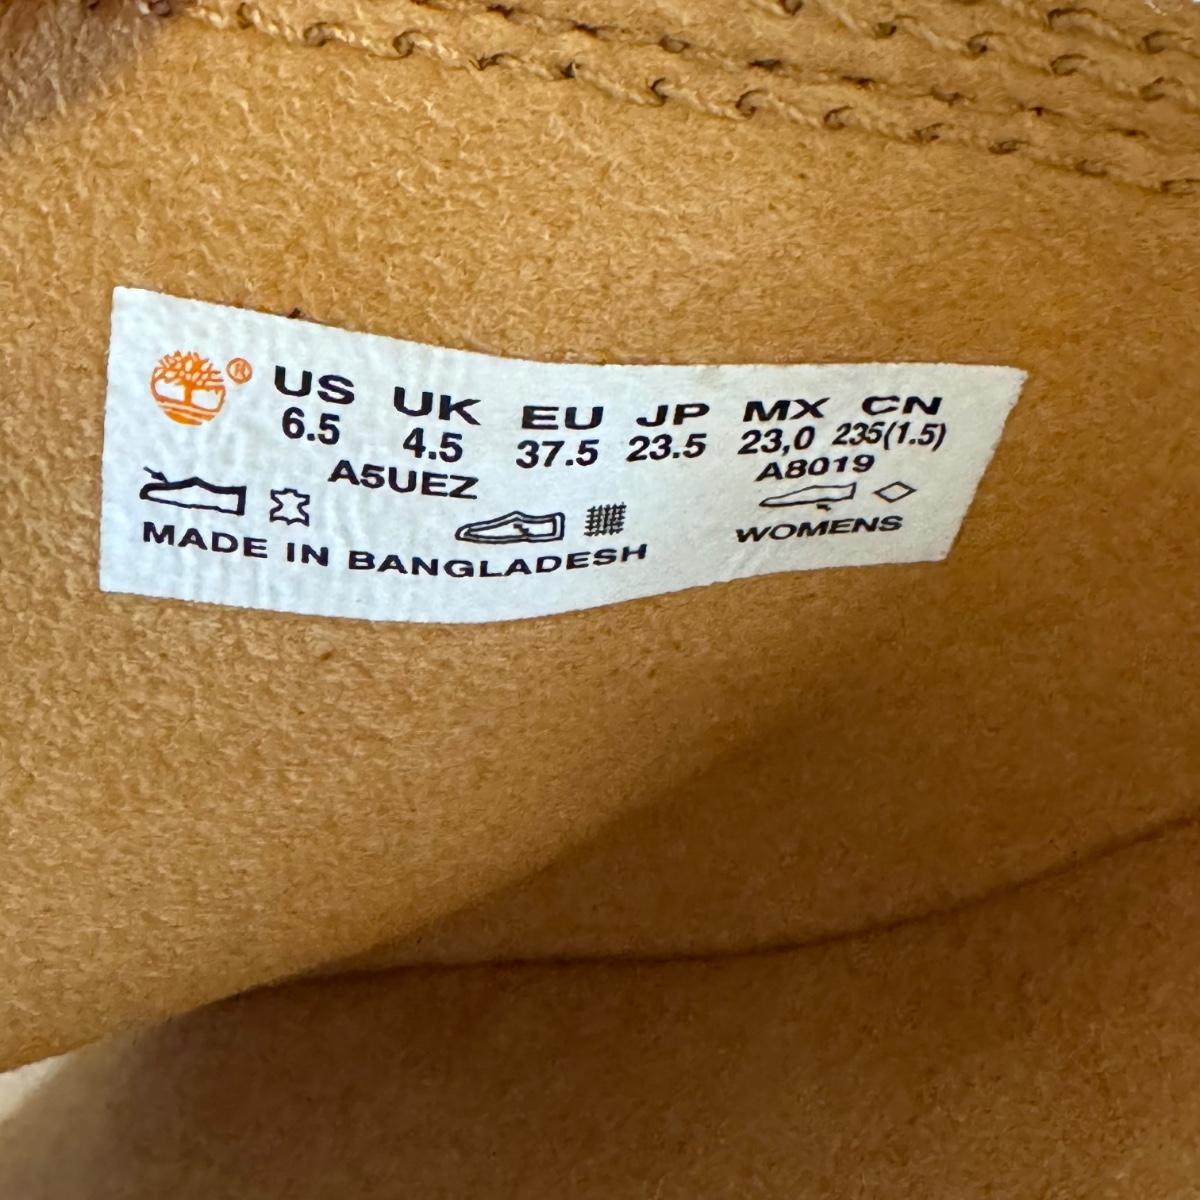 ® US UK EU JP MX CN
6.5 4.5 37.5 23.5 23,0 235(1.5)
A5UEZ A8019
MADE IN BANGLADESH WOMENS